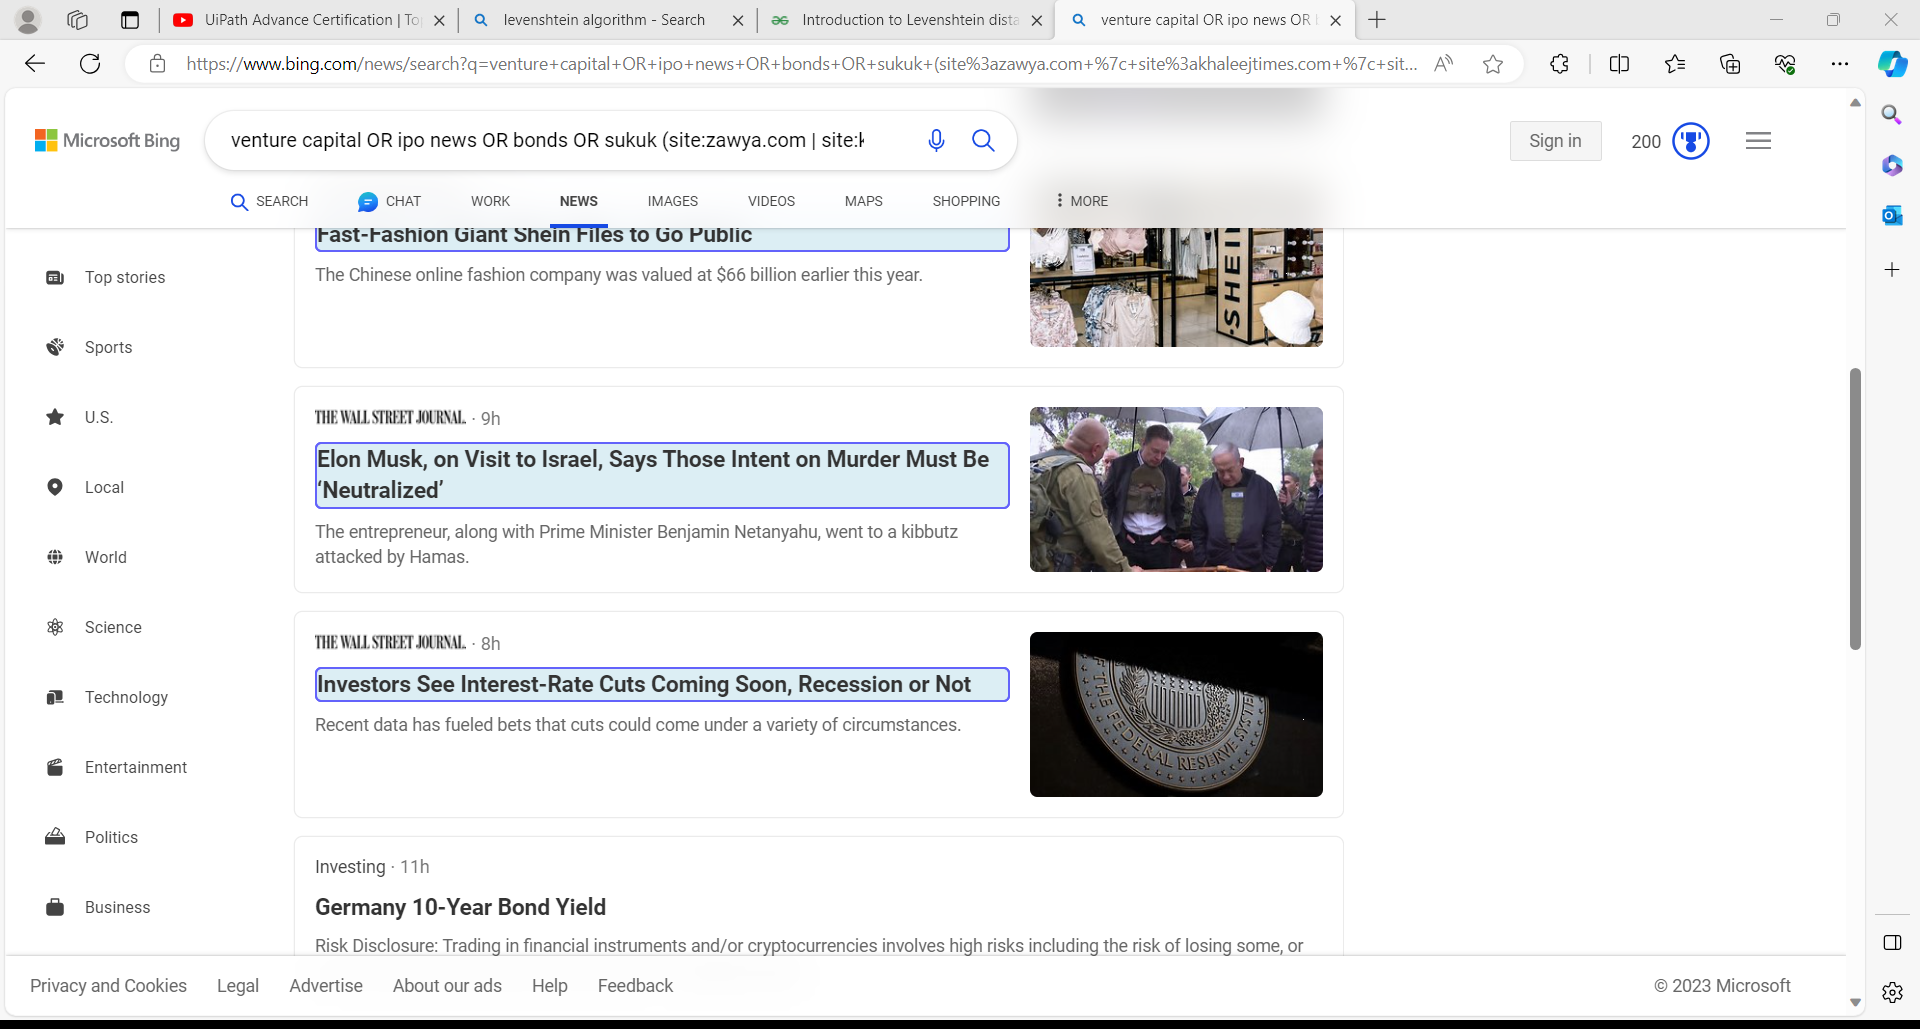 UiPath Advance Certification | To
levenshtein algorithm - Search
Introduction to Levenshtein dista
venture capital OR ipo news OR b
https://www.bing.com/news/search?q=venture+capital+OR+ipo+news+OR+bonds+OR+sukuk+(site%3azawya.com+%7c+site%3akhaleejtimes.com+%7c+sit...
Microsoft Bing
venture capital OR ipo news OR bonds OR sukuk (site:zawya.com | site:k
Sign in
200
SEARCH
CHAT
WORK
NEWS
IMAGES
VIDEOS
MAPS
SHOPPING
MORE
Top stories
Sports
U.S.
Local
World
Science
Technology
Entertainment
Politics
Business
Fast-Fashion Giant Shein Files to Go Public
The Chinese online fashion company was valued at $66 billion earlier this year.
SHEIN
THE WALL STREET JOURNAL. · 9h
Elon Musk, on Visit to Israel, Says Those Intent on Murder Must Be
‘Neutralized’
The entrepreneur, along with Prime Minister Benjamin Netanyahu, went to a kibbutz
attacked by Hamas.
THE WALL STREET JOURNAL. · 8h
Investors See Interest-Rate Cuts Coming Soon, Recession or Not
Recent data has fueled bets that cuts could come under a variety of circumstances.
THE FEDERAL RESERVE SYSTEM
Investing · 11h
Germany 10-Year Bond Yield
Risk Disclosure: Trading in financial instruments and/or cryptocurrencies involves high risks including the risk of losing some, or
Privacy and Cookies
Legal
Advertise
About our ads
Help
Feedback
© 2023 Microsoft